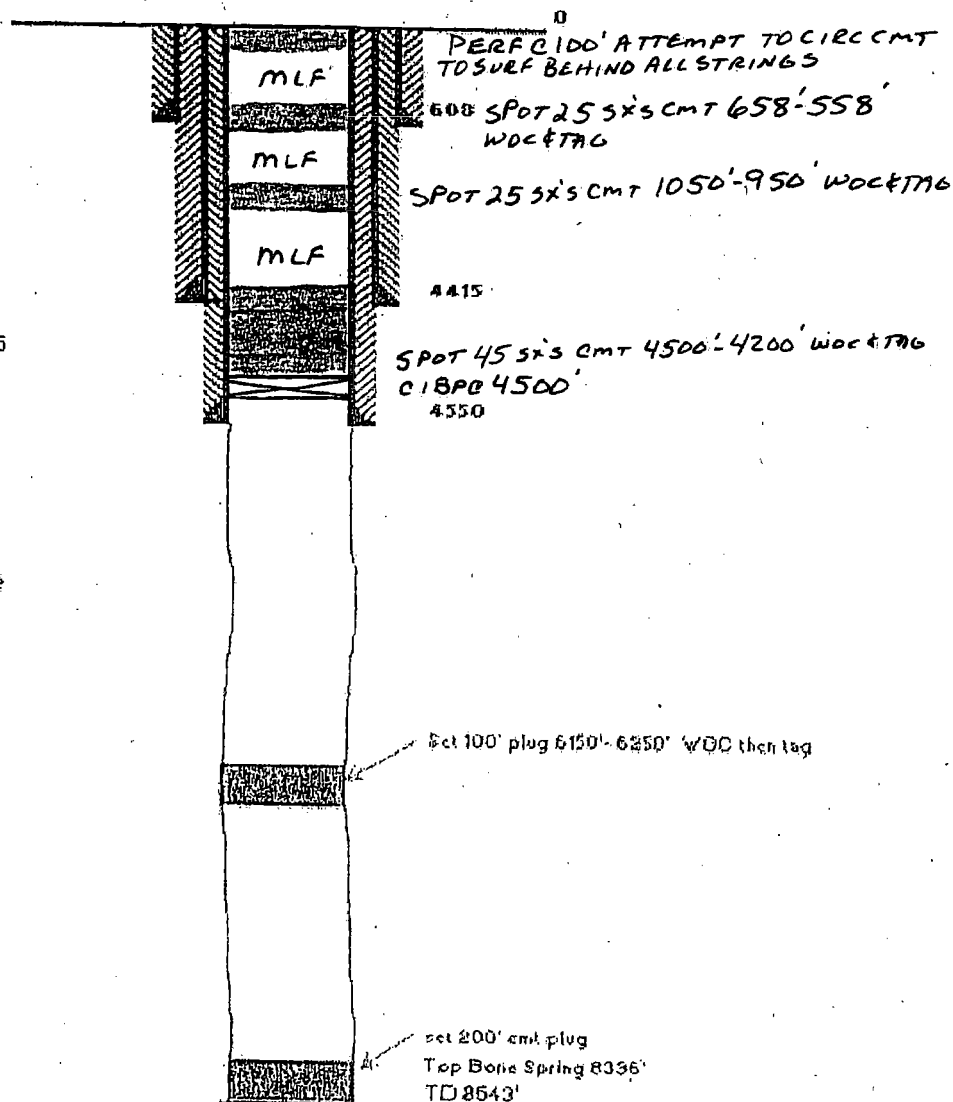 0
PERF @ 100' ATTEMPT TO CIRC CMT
TO SURF BEHIND ALL STRINGS
MLF
608 SPOT 25 SX'S CMT 658'-558'
WOC & TAG
MLF
SPOT 25 SX'S CMT 1050'-950' WOC & TAG
MLF
4415
SPOT 45 SX'S CMT 4500'-4200' WOC & TAG
CIBP @ 4500'
4550
Set 100' plug 6150'-6250' WOC then tag
set 200' cmt plug
Top Bone Spring 8336'
TD 8543'